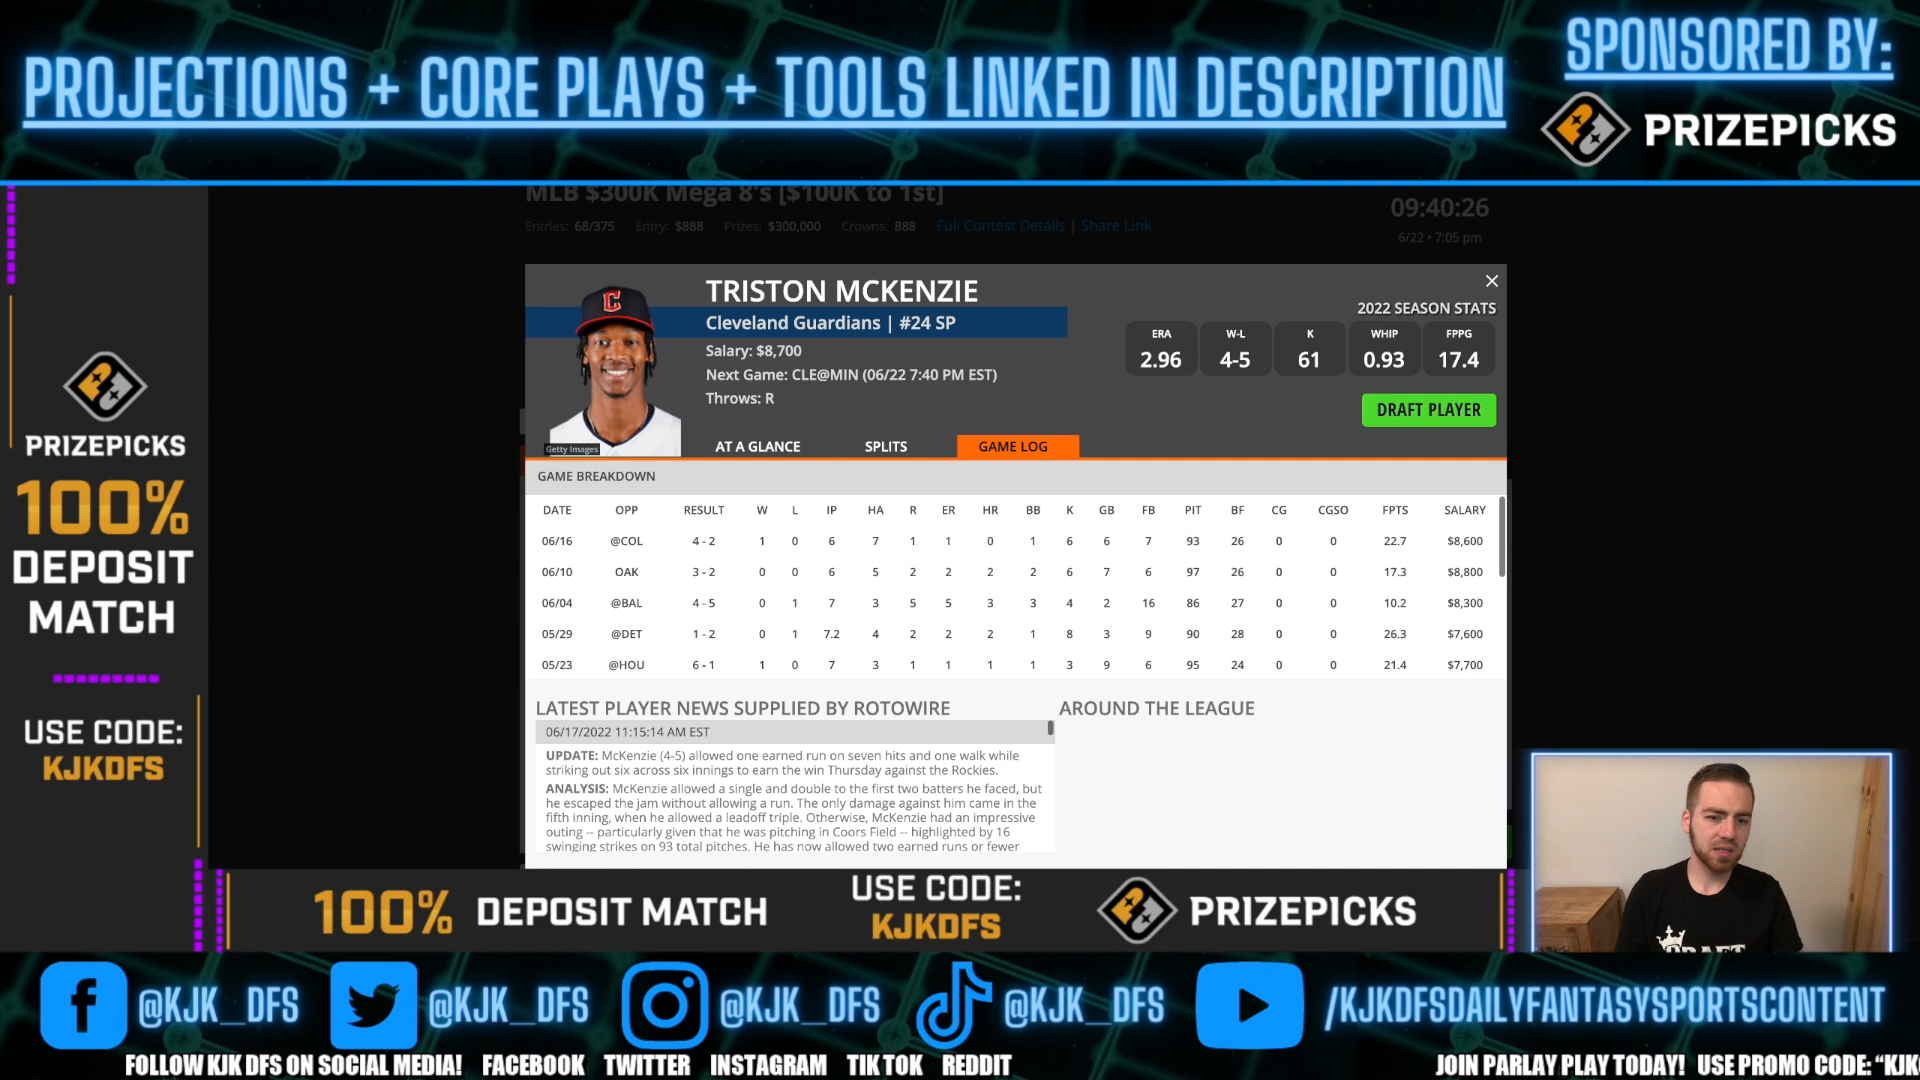 PROJECTIONS + CORE PLAYS + TOOLS LINKED IN DESCRIPTION
SPONSORED BY:
PRIZEPICKS
MLB $300K Mega 8's [$100K to 1st]
Entries: 68/375 Entry: $888 Prizes: $300,000 Crowns: 888 Full Contest Details | Share Link
09:40:26
6/22 • 7:05 pm
PRIZEPICKS
100%
DEPOSIT
MATCH
USE CODE:
KJKDFS
C
Getty Images
TRISTON MCKENZIE
Cleveland Guardians | #24 SP
Salary: $8,700
Next Game: CLE@MIN (06/22 7:40 PM EST)
Throws: R
2022 SEASON STATS
ERA W-L K WHIP FPPG
2.96 4-5 61 0.93 17.4
DRAFT PLAYER
AT A GLANCE SPLITS GAME LOG
GAME BREAKDOWN
DATE OPP RESULT W L IP HA R ER HR BB K GB FB PIT BF CG CGSO FPTS SALARY
06/16 @COL 4 - 2 1 0 6 7 1 1 0 1 6 6 7 93 26 0 0 22.7 $8,600
06/10 OAK 3 - 2 0 0 6 5 2 2 2 2 6 7 6 97 26 0 0 17.3 $8,800
06/04 @BAL 4 - 5 0 1 7 3 5 5 3 3 4 2 16 86 27 0 0 10.2 $8,300
05/29 @DET 1 - 2 0 1 7.2 4 2 2 2 1 8 3 9 90 28 0 0 26.3 $7,600
05/23 @HOU 6 - 1 1 0 7 3 1 1 1 1 3 9 6 95 24 0 0 21.4 $7,700
LATEST PLAYER NEWS SUPPLIED BY ROTOWIRE
AROUND THE LEAGUE
06/17/2022 11:15:14 AM EST
UPDATE: McKenzie (4-5) allowed one earned run on seven hits and one walk while
striking out six across six innings to earn the win Thursday against the Rockies.
ANALYSIS: McKenzie allowed a single and double to the first two batters he faced, but
he escaped the jam without allowing a run. The only damage against him came in the
fifth inning, when he allowed a leadoff triple. Otherwise, McKenzie had an impressive
outing -- particularly given that he was pitching in Coors Field -- highlighted by 16
swinging strikes on 93 total pitches. He has now allowed two earned runs or fewer
100% DEPOSIT MATCH
USE CODE:
KJKDFS
PRIZEPICKS
@KJK_DFS @KJK_DFS @KJK_DFS @KJK_DFS /KJKDFSDAILYFANTASYSPORTSCONTENT
FOLLOW KJK DFS ON SOCIAL MEDIA! FACEBOOK TWITTER INSTAGRAM TIKTOK REDDIT
JOIN PARLAY PLAY TODAY! USE PROMO CODE: “KJK